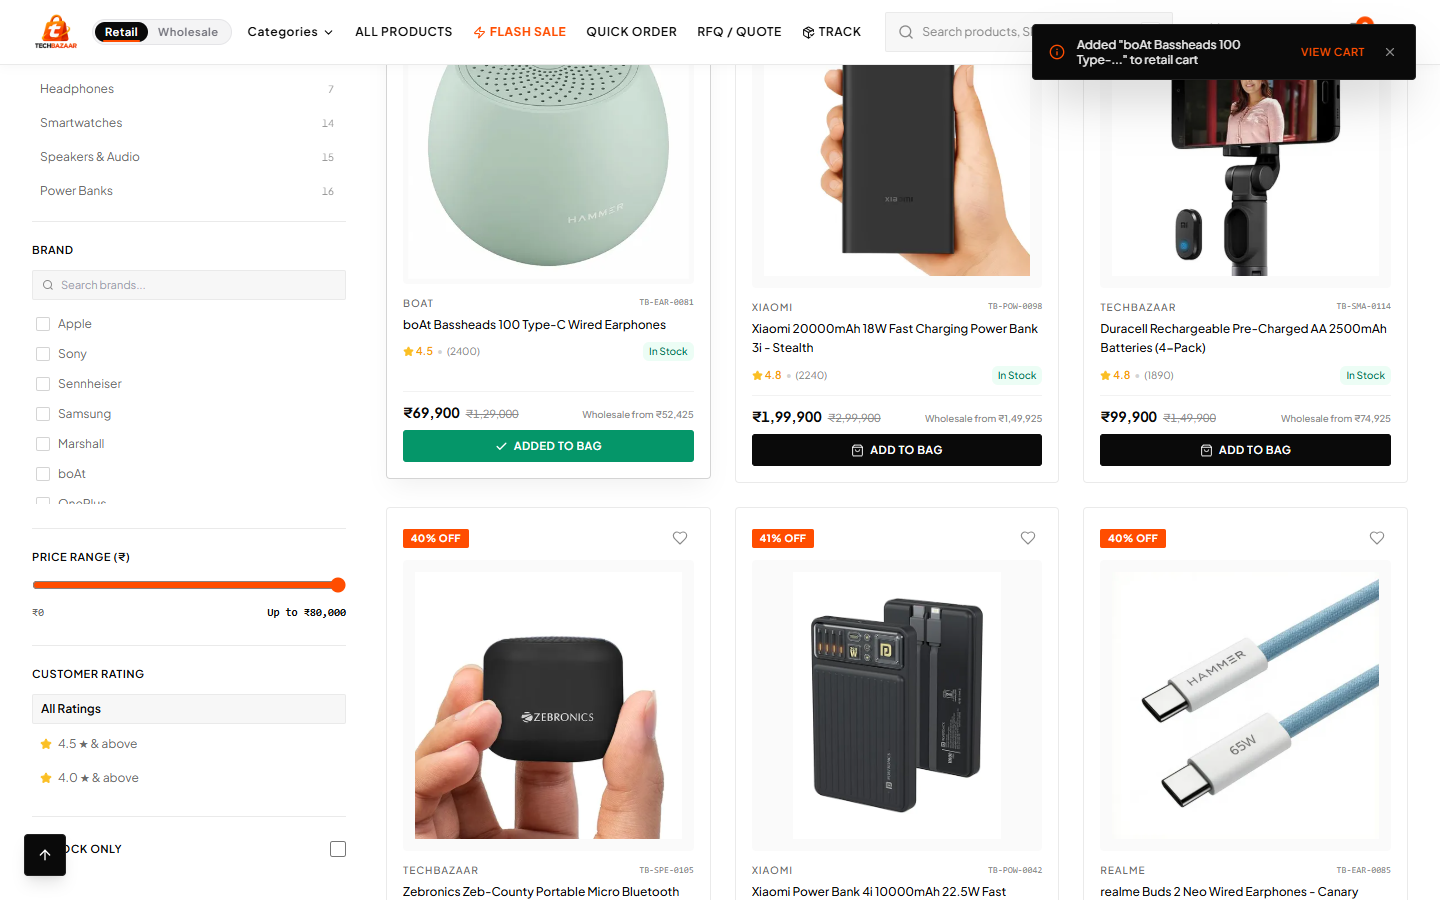 TECHBAZAAR
Retail
Wholesale
Categories
ALL PRODUCTS
FLASH SALE
QUICK ORDER
RFQ / QUOTE
TRACK
Search products,
Added "boAt Bassheads 100
Type-..." to retail cart
VIEW CART
Headphones 7
Smartwatches 14
Speakers & Audio 15
Power Banks 16
BRAND
Search brands...
Apple
Sony
Sennheiser
Samsung
Marshall
boAt
OnePlus
PRICE RANGE (₹)
₹0 Up to ₹80,000
CUSTOMER RATING
All Ratings
4.5 ★ & above
4.0 ★ & above
OCK ONLY
HAMMER
BOAT TB-EAR-0081
boAt Bassheads 100 Type-C Wired Earphones
4.5 (2400) In Stock
₹69,900 ₹1,29,000 Wholesale from ₹52,425
ADDED TO BAG
xiaomi
XIAOMI TB-POW-0098
Xiaomi 20000mAh 18W Fast Charging Power Bank
3i - Stealth
4.8 (2240) In Stock
₹1,99,900 ₹2,99,900 Wholesale from ₹1,49,925
ADD TO BAG
TECHBAZAAR TB-SMA-0114
Duracell Rechargeable Pre-Charged AA 2500mAh
Batteries (4-Pack)
4.8 (1890) In Stock
₹99,900 ₹1,49,900 Wholesale from ₹74,925
ADD TO BAG
40% OFF
ZEBRONICS
TECHBAZAAR TB-SPE-0105
Zebronics Zeb-County Portable Micro Bluetooth
41% OFF
XIAOMI TB-POW-0042
Xiaomi Power Bank 4i 10000mAh 22.5W Fast
40% OFF
HAMMER
65W
REALME TB-EAR-0085
realme Buds 2 Neo Wired Earphones - Canary